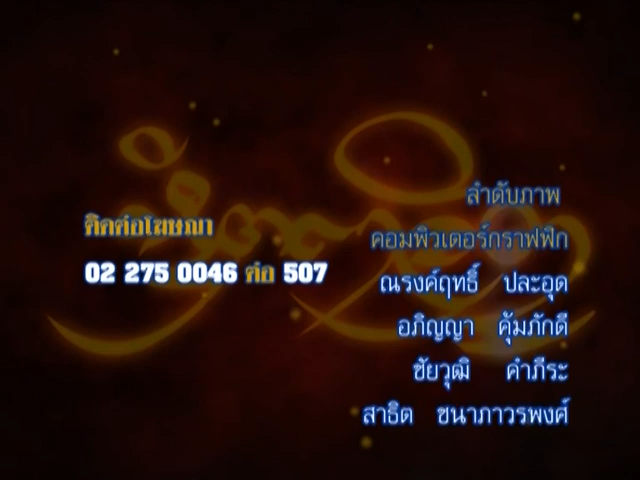 ติดต่อโฆษณา
02 275 0046 ต่อ 507
ลำดับภาพ
คอมพิวเตอร์กราฟฟิก
ณรงค์ฤทธิ์ ปละอุด
อภิญญา คุ้มภักดี
ชัยวุฒิ คำภีระ
สาธิต ชนาภาวรพงศ์